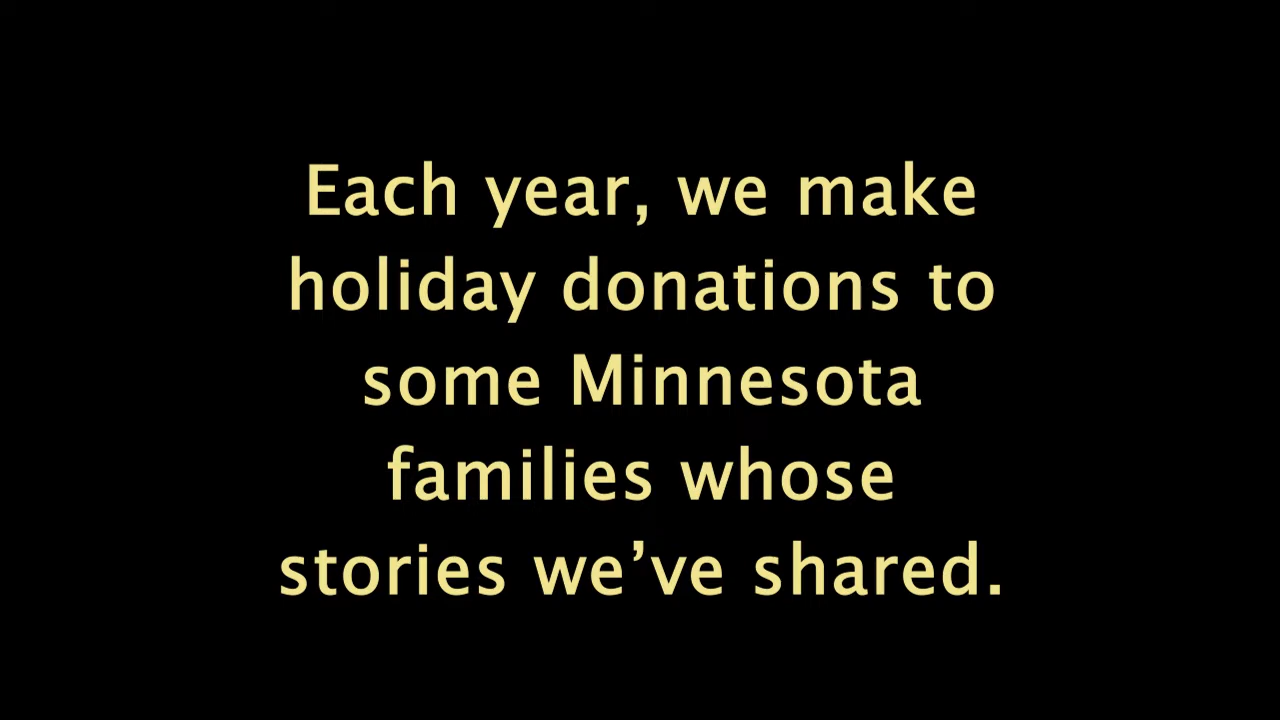 Each year, we make
holiday donations to
some Minnesota
families whose
stories we’ve shared.